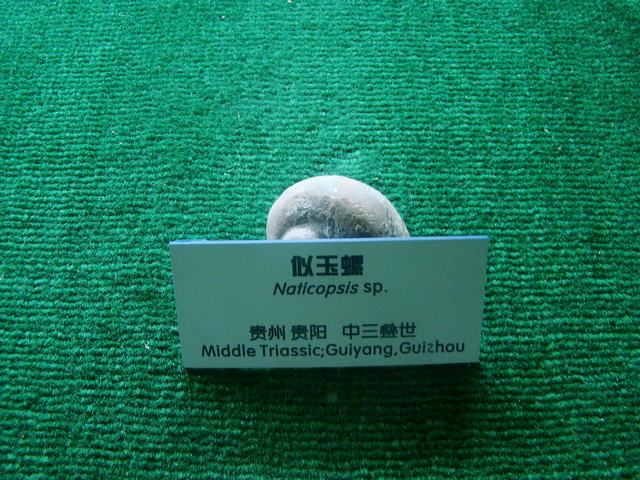 似玉螺
Naticopsis sp.
贵州 贵阳 中三叠世
Middle Triassic;Guiyang,Guizhou